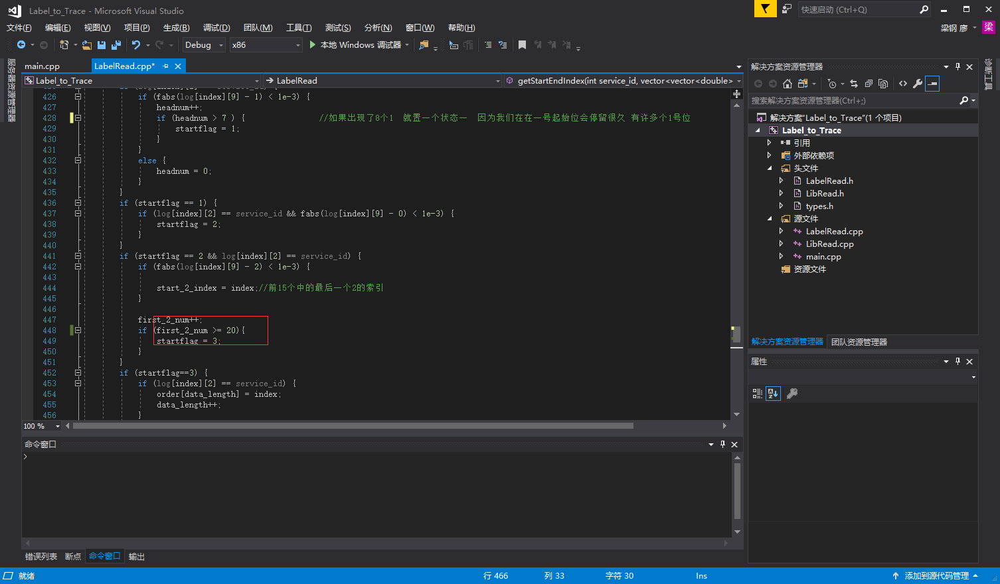 Label_to_Trace - Microsoft Visual Studio
快速启动 (Ctrl+Q)
文件(F) 编辑(E) 视图(V) 项目(P) 生成(B) 调试(D) 团队(M) 工具(T) 测试(S) 分析(N) 窗口(W) 帮助(H)
梁钢 廖 梁
Debug x86 本地 Windows 调试器
服务器资源管理器
main.cpp LabelRead.cpp*
Label_to_Trace LabelRead getStartEndIndex(int service_id, vector<vector<double>
426 if (fabs(log[index][9] - 1) < 1e-3) {
427 headnum++;
428 if (headnum > 7 ) { //如果出现了8个1 就置一个状态一 因为我们在在一号起始位会停留很久 有许多个1号位
429 startflag = 1;
430 }
431 }
432 else {
433 headnum = 0;
434 }
435 }
436 if (startflag == 1) {
437 if (log[index][2] == service_id && fabs(log[index][9] - 0) < 1e-3) {
438 startflag = 2;
439 }
440 }
441 if (startflag == 2 && log[index][2] == service_id) {
442 if (fabs(log[index][9] - 2) < 1e-3) {
443
444 start_2_index = index;//前15个中的最后一个2的索引
445 }
446
447 first_2_num++;
448 if (first_2_num >= 20){
449 startflag = 3;
450 }
451 }
452 if (startflag==3) {
453 if (log[index][2] == service_id) {
454 order[data_length] = index;
455 data_length++;
456 }
100 %
命令窗口
>
错误列表 断点 命令窗口 输出
解决方案资源管理器
搜索解决方案资源管理器(Ctrl+;)
解决方案"Label_to_Trace"(1 个项目)
Label_to_Trace
引用
外部依赖项
头文件
LabelRead.h
LibRead.h
types.h
源文件
LabelRead.cpp
LibRead.cpp
main.cpp
资源文件
解决方案资源管理器 团队资源管理器
属性
诊断工具
就绪 行 466 列 33 字符 30 Ins 添加到源代码管理